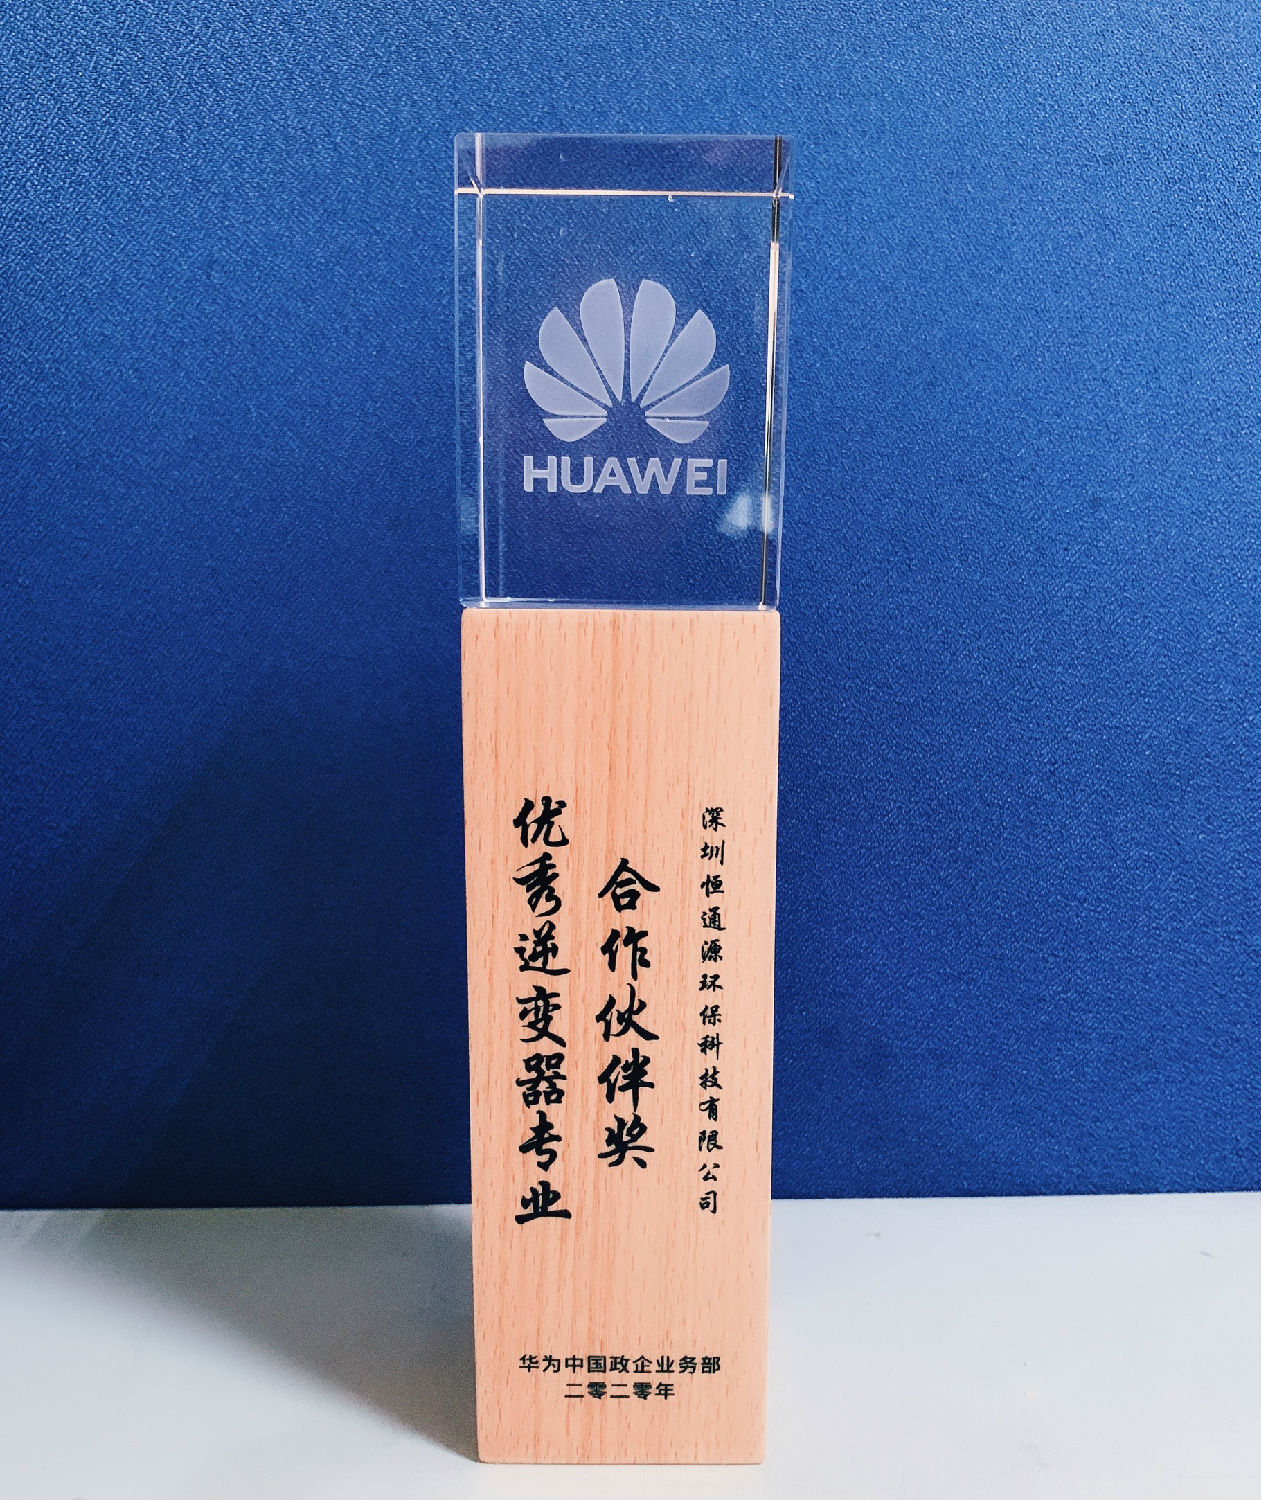 HUAWEI
深圳恒通源环保科技有限公司
优秀逆变器专业
合作伙伴奖
华为中国政企业务部
二零二零年